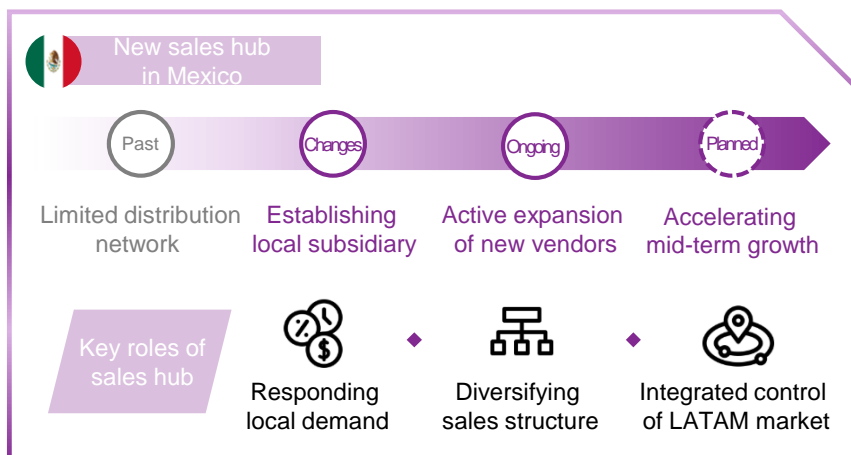 New sales hub
in Mexico
Past
Changes
Ongoing
Planned
Limited distribution
network
Establishing
local subsidiary
Active expansion
of new vendors
Accelerating
mid-term growth
Key roles of
sales hub
%
$
Responding
local demand
Diversifying
sales structure
Integrated control
of LATAM market